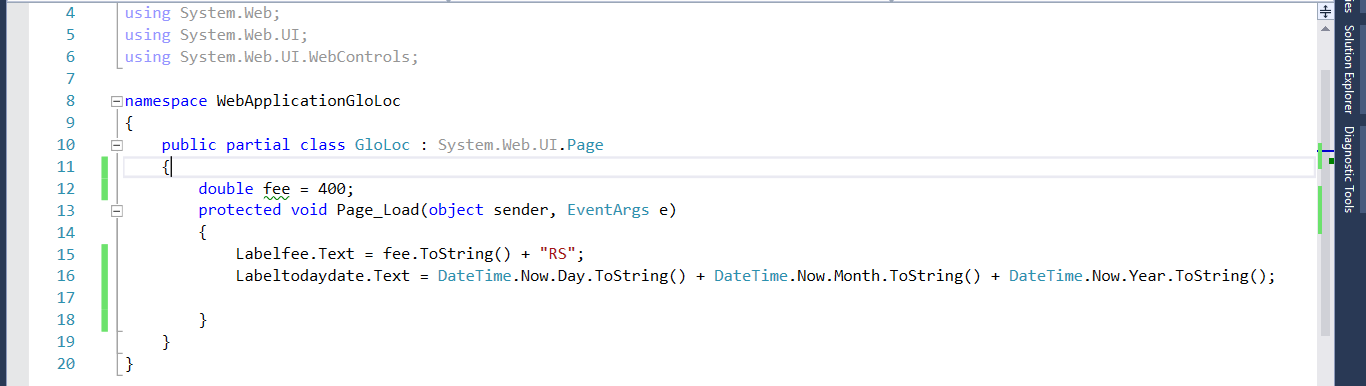 4 using System.Web;
5 using System.Web.UI;
6 using System.Web.UI.WebControls;
7
8 namespace WebApplicationGloLoc
9 {
10 public partial class GloLoc : System.Web.UI.Page
11 {
12 double fee = 400;
13 protected void Page_Load(object sender, EventArgs e)
14 {
15 Labelfee.Text = fee.ToString() + "RS";
16 Labeltodaydate.Text = DateTime.Now.Day.ToString() + DateTime.Now.Month.ToString() + DateTime.Now.Year.ToString();
17
18 }
19 }
20 }
Solution Explorer
Diagnostic Tools